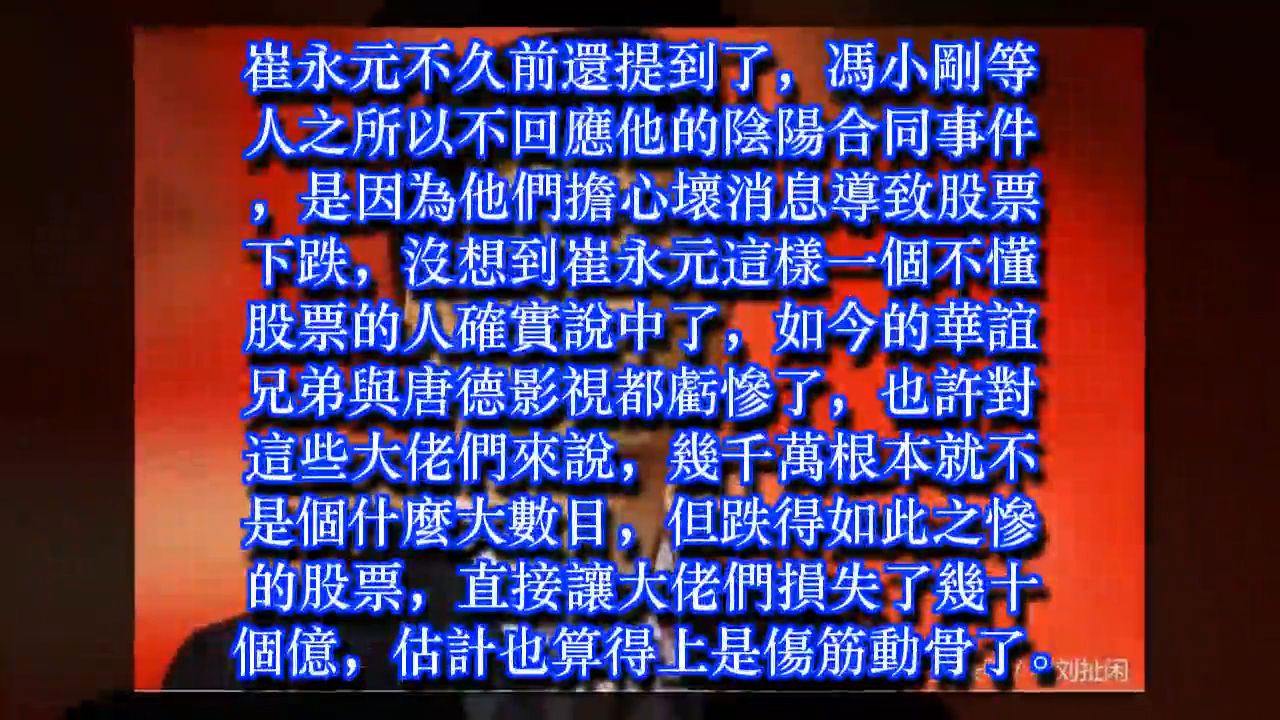 崔永元不久前還提到了，馮小剛等
人之所以不回應他的陰陽合同事件
，是因為他們擔心壞消息導致股票
下跌，沒想到崔永元這樣一個不懂
股票的人確實說中了，如今的華誼
兄弟與唐德影視都虧慘了，也許對
這些大佬們來說，幾千萬根本就不
是個什麼大數目，但跌得如此之慘
的股票，直接讓大佬們損失了幾十
個億，估計也算得上是傷筋動骨了。
刘扯闲